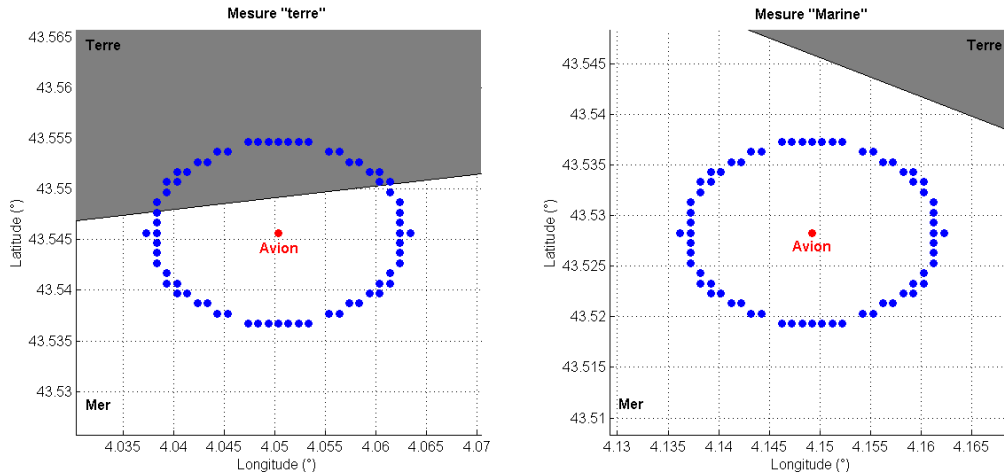 Mesure "terre"
Terre
43.565
43.56
43.555
43.55
43.545
43.54
43.535
43.53
Latitude (°)
Avion
Mer
4.035 4.04 4.045 4.05 4.055 4.06 4.065 4.07
Longitude (°)
Mesure "Marine"
Terre
43.545
43.54
43.535
43.53
43.525
43.52
43.515
43.51
Latitude (°)
Avion
Mer
4.13 4.135 4.14 4.145 4.15 4.155 4.16 4.165
Longitude (°)